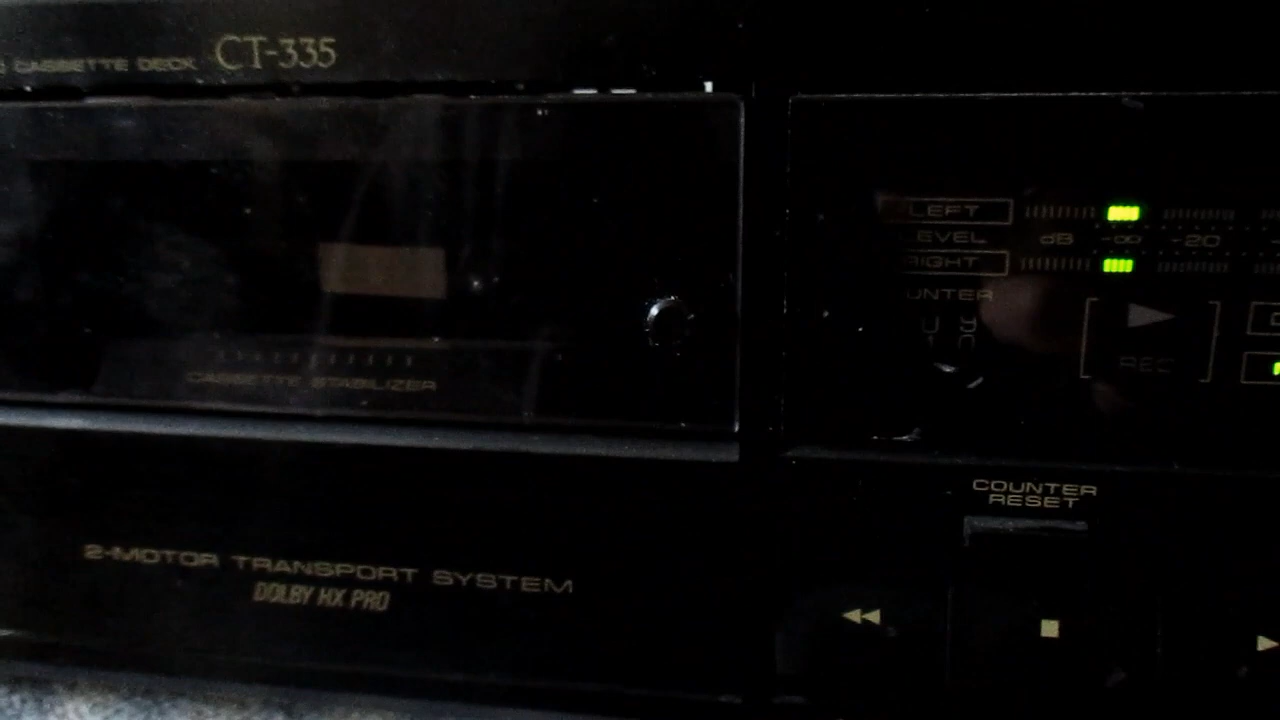 CASSETTE DECK CT-335
LEFT
LEVEL dB -∞ -20
RIGHT
REC
CASSETTE STABILIZER
COUNTER
RESET
2-MOTOR TRANSPORT SYSTEM
DOLBY HX PRO